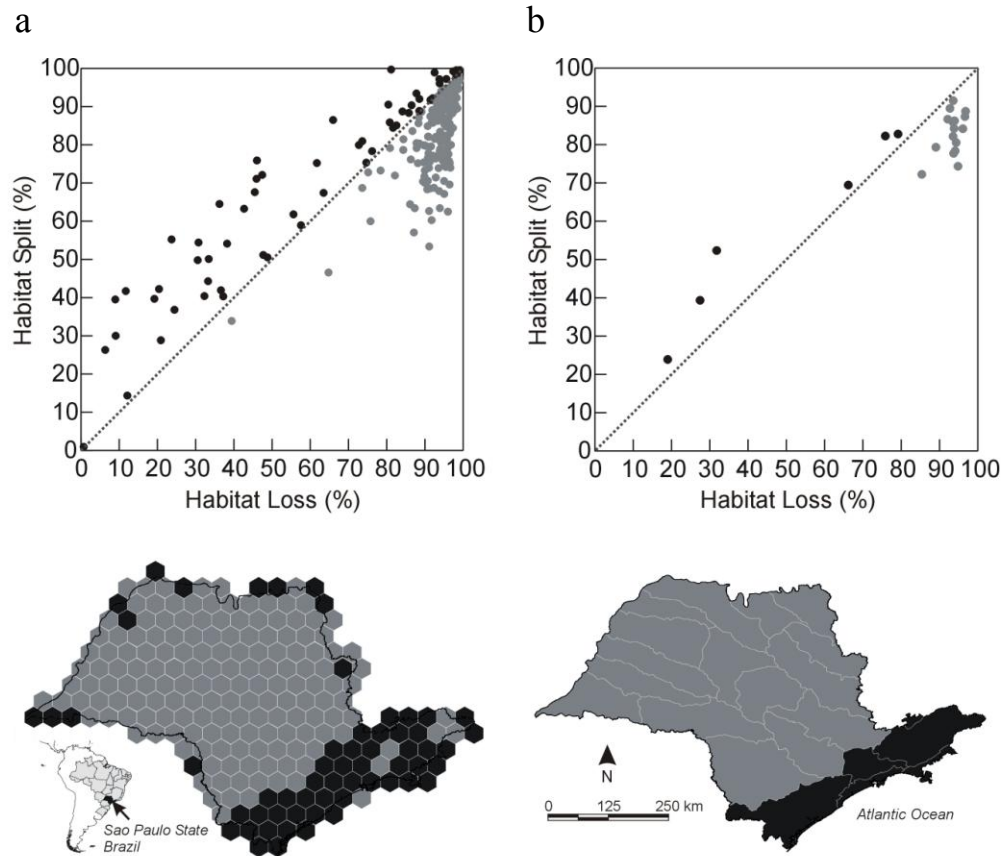 a
b
100
90
80
70
60
50
40
30
20
10
0
Habitat Split (%)
0 10 20 30 40 50 60 70 80 90 100
Habitat Loss (%)
100
90
80
70
60
50
40
30
20
10
0
Habitat Split (%)
0 10 20 30 40 50 60 70 80 90 100
Habitat Loss (%)
Sao Paulo State
Brazil
N
0 125 250 km
Atlantic Ocean